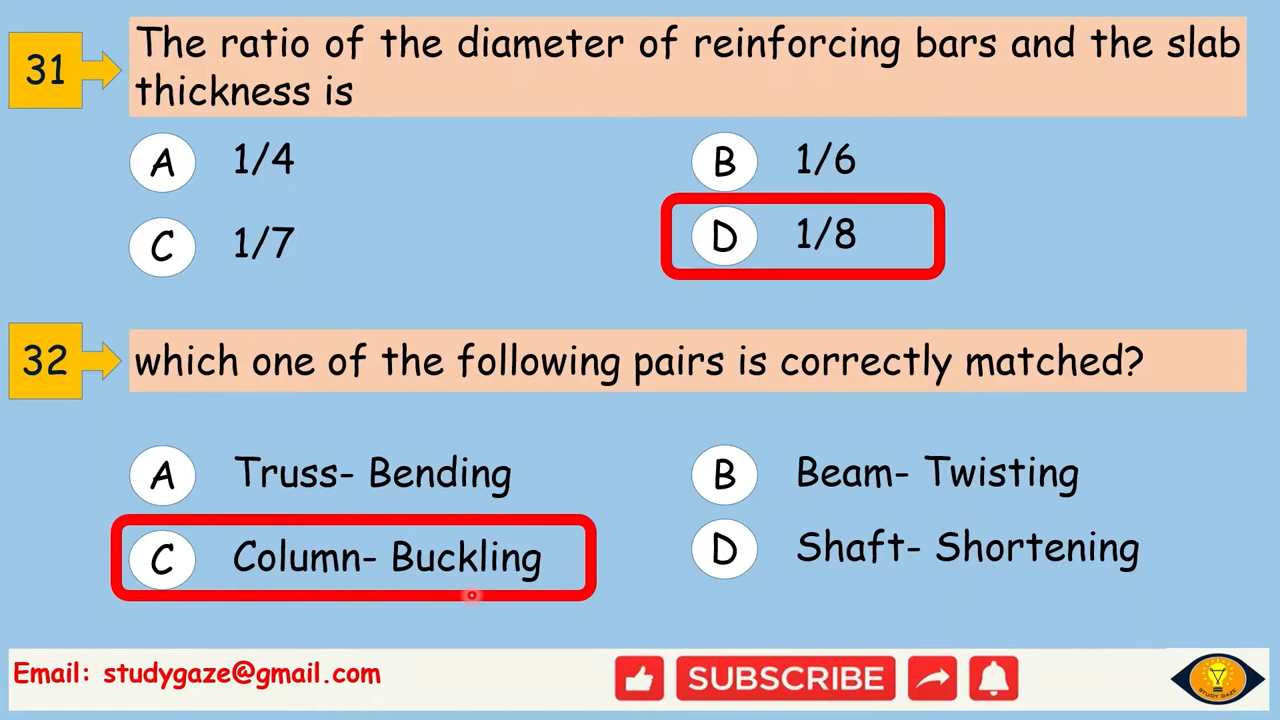 31
The ratio of the diameter of reinforcing bars and the slab
thickness is
A 1/4
B 1/6
C 1/7
D 1/8
32
which one of the following pairs is correctly matched?
A Truss- Bending
B Beam- Twisting
C Column- Buckling
D Shaft- Shortening
Email: studygaze@gmail.com
SUBSCRIBE
STUDY GAZE